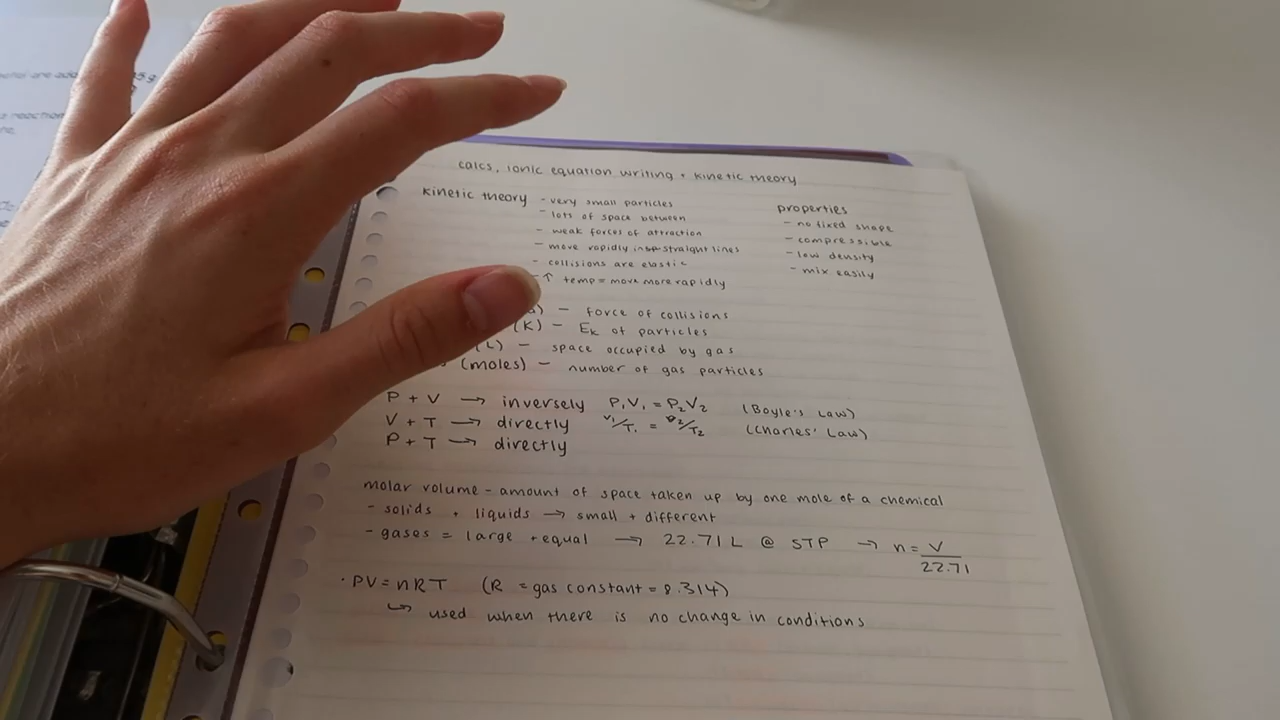 calcs, ionic equation writing + kinetic theory
kinetic theory
- very small particles
- lots of space between
- weak forces of attraction
- move rapidly in straight lines
- collisions are elastic
- ↑ temp = move more rapidly
properties
- no fixed shape
- compressible
- low density
- mix easily
) - force of collisions
(K) - Ek of particles
(L) - space occupied by gas
(moles) - number of gas particles
P + V → inversely P₁V₁ = P₂V₂ (Boyle's Law)
V + T → directly V₁/T₁ = V₂/T₂ (Charles' Law)
P + T → directly
molar volume - amount of space taken up by one mole of a chemical
- solids + liquids → small + different
- gases = large + equal → 22.71 L @ STP → n = V/22.71
· PV = nRT (R = gas constant = 8.314)
↳ used when there is no change in conditions